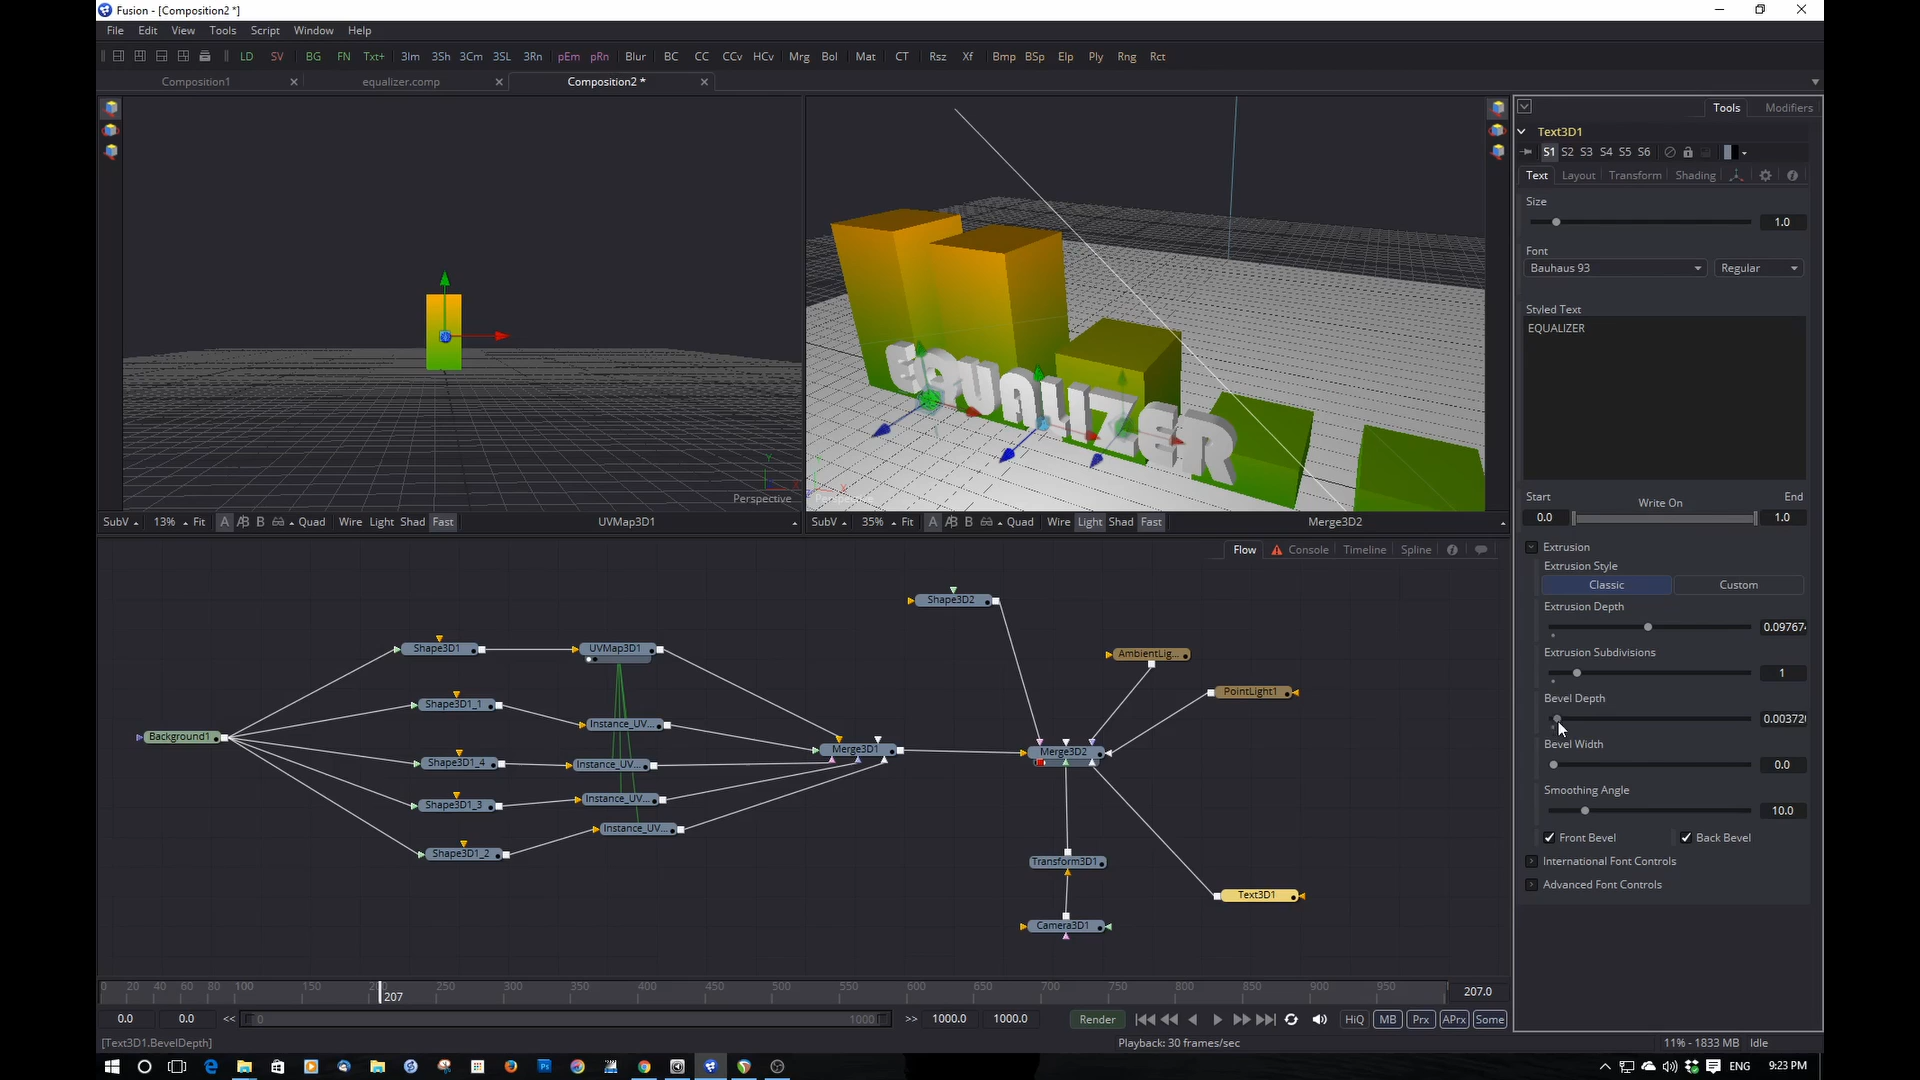 Fusion - [Composition2 *]
File Edit View Tools Script Window Help
LD SV BG FN Txt+ 3Im 3Sh 3Cm 3SL 3Rn pEm pRn Blur BC CC CCv HCv Mrg Bol Mat CT Rsz Xf Bmp BSp Elp Ply Rng Rct
Composition1 equalizer.comp Composition2 *
Tools Modifiers
Text3D1
S1 S2 S3 S4 S5 S6
Text Layout Transform Shading
Size
1.0
Font
Bauhaus 93 Regular
Styled Text
EQUALIZER
EQUALIZER
Perspective
Perspective
Start Write On End
0.0 1.0
SubV 13% Fit A A|B B Quad Wire Light Shad Fast UVMap3D1
SubV 35% Fit A A|B B Quad Wire Light Shad Fast Merge3D2
Flow Console Timeline Spline
Extrusion
Extrusion Style
Classic Custom
Extrusion Depth
0.09767
Extrusion Subdivisions
1
Bevel Depth
0.00372
Bevel Width
0.0
Smoothing Angle
10.0
Front Bevel Back Bevel
International Font Controls
Advanced Font Controls
Shape3D2
Shape3D1 UVMap3D1
AmbientLig...
PointLight1
Shape3D1_1 Instance_UV...
Background1
Merge3D1 Merge3D2
Shape3D1_4 Instance_UV...
Shape3D1_3 Instance_UV...
Shape3D1_2 Instance_UV...
Transform3D1
Text3D1
Camera3D1
0 20 40 60 80 100 150 200 250 300 350 400 450 500 550 600 650 700 750 800 850 900 950
207 207.0
0.0 0.0 << 0 1000 >> 1000.0 1000.0 Render HiQ MB Prx APrx Some
[Text3D1.BevelDepth] Playback: 30 frames/sec 11% - 1833 MB Idle
ENG 9:23 PM